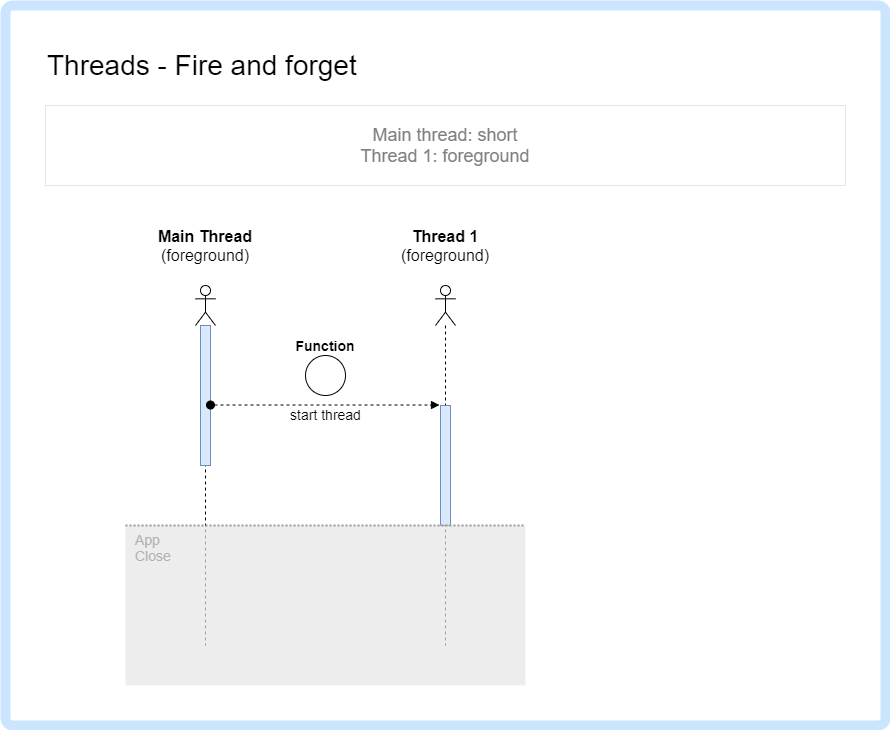 Threads - Fire and forget
Main thread: short
Thread 1: foreground
Main Thread
(foreground)
Thread 1
(foreground)
Function
start thread
App
Close